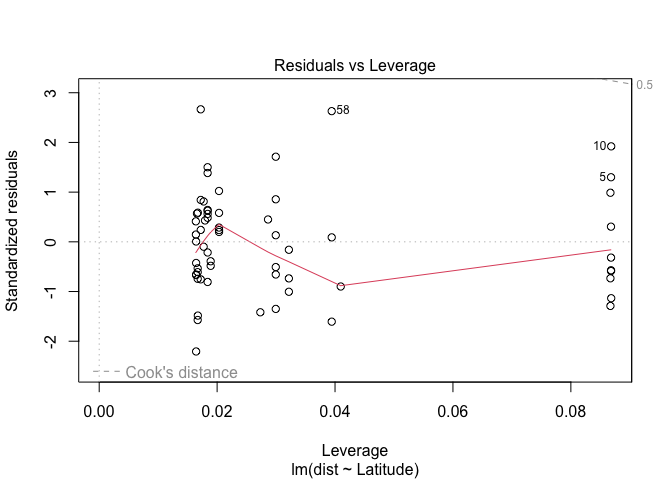 Residuals vs Leverage
3
2
1
0
-1
-2
Standardized residuals
58
10
5
0.5
Cook's distance
0.00 0.02 0.04 0.06 0.08
Leverage
lm(dist ~ Latitude)